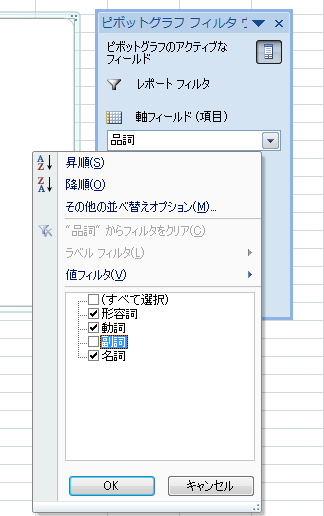 ピボットグラフ フィルタ ウ
ピボットグラフのアクティブな
フィールド
レポート フィルタ
軸フィールド(項目)
品詞
昇順(S)
降順(O)
その他の並べ替えオプション(M)...
"品詞" からフィルタをクリア(C)
ラベル フィルタ(L)
値フィルタ(V)
(すべて選択)
形容詞
動詞
副詞
名詞
OK
キャンセル